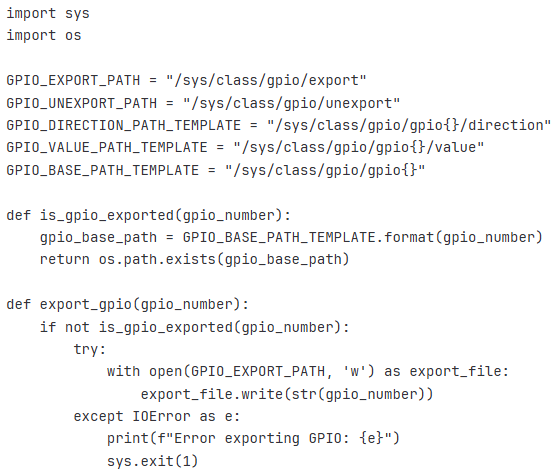 import sys
import os

GPIO_EXPORT_PATH = "/sys/class/gpio/export"
GPIO_UNEXPORT_PATH = "/sys/class/gpio/unexport"
GPIO_DIRECTION_PATH_TEMPLATE = "/sys/class/gpio/gpio{}/direction"
GPIO_VALUE_PATH_TEMPLATE = "/sys/class/gpio/gpio{}/value"
GPIO_BASE_PATH_TEMPLATE = "/sys/class/gpio/gpio{}"

def is_gpio_exported(gpio_number):
    gpio_base_path = GPIO_BASE_PATH_TEMPLATE.format(gpio_number)
    return os.path.exists(gpio_base_path)

def export_gpio(gpio_number):
    if not is_gpio_exported(gpio_number):
        try:
            with open(GPIO_EXPORT_PATH, 'w') as export_file:
                export_file.write(str(gpio_number))
        except IOError as e:
            print(f"Error exporting GPIO: {e}")
            sys.exit(1)